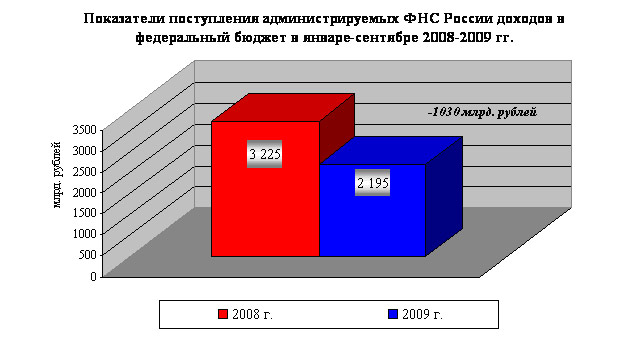 Показатели поступления администрируемых ФНС России доходов в
федеральный бюджет в январе-сентябре 2008-2009 гг.
-1030 млрд. рублей
млрд. рублей
3500
3000
2500
2000
1500
1000
500
0
3 225
2 195
2008 г.
2009 г.